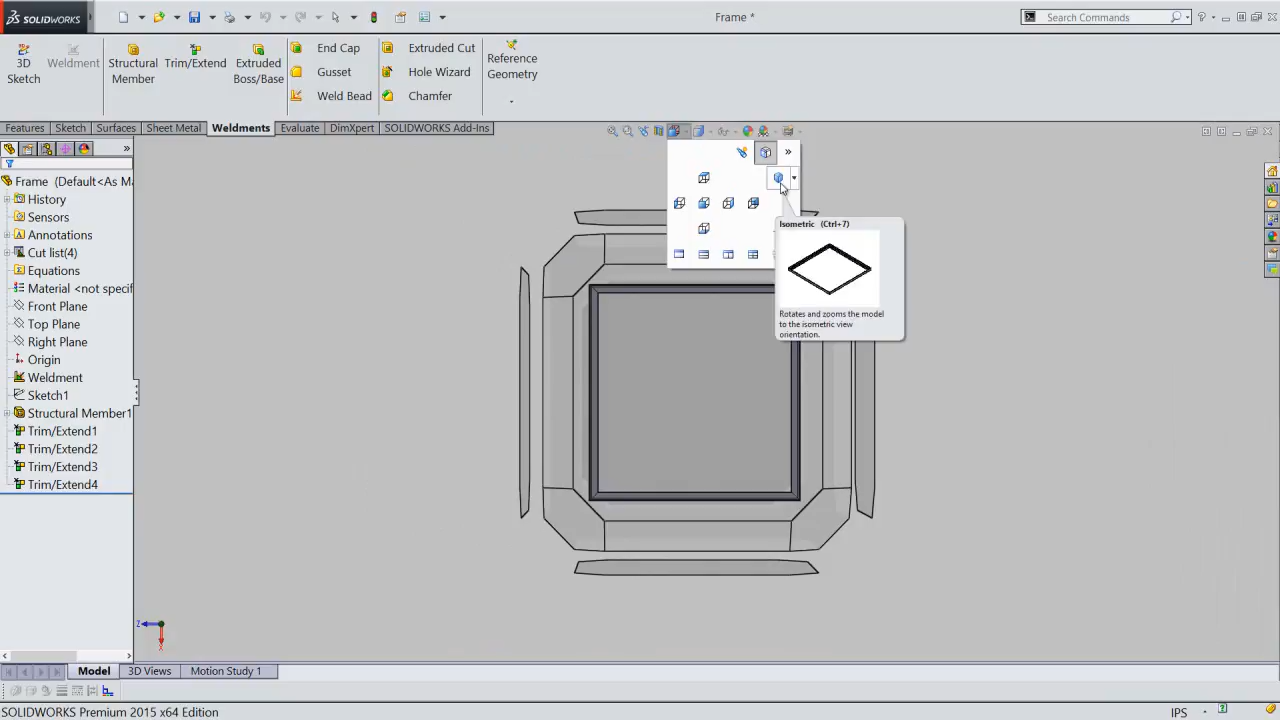 SOLIDWORKS
Frame *
Search Commands
3D Sketch
Weldment
Structural Member
Trim/Extend
Extruded Boss/Base
End Cap
Gusset
Weld Bead
Extruded Cut
Hole Wizard
Chamfer
Reference Geometry
Features
Sketch
Surfaces
Sheet Metal
Weldments
Evaluate
DimXpert
SOLIDWORKS Add-Ins
Frame (Default<As M
History
Sensors
Annotations
Cut list(4)
Equations
Material <not specif
Front Plane
Top Plane
Right Plane
Origin
Weldment
Sketch1
Structural Member1
Trim/Extend1
Trim/Extend2
Trim/Extend3
Trim/Extend4
Isometric (Ctrl+7)
Rotates and zooms the model
to the isometric view
orientation.
Z
X
Model
3D Views
Motion Study 1
SOLIDWORKS Premium 2015 x64 Edition
IPS